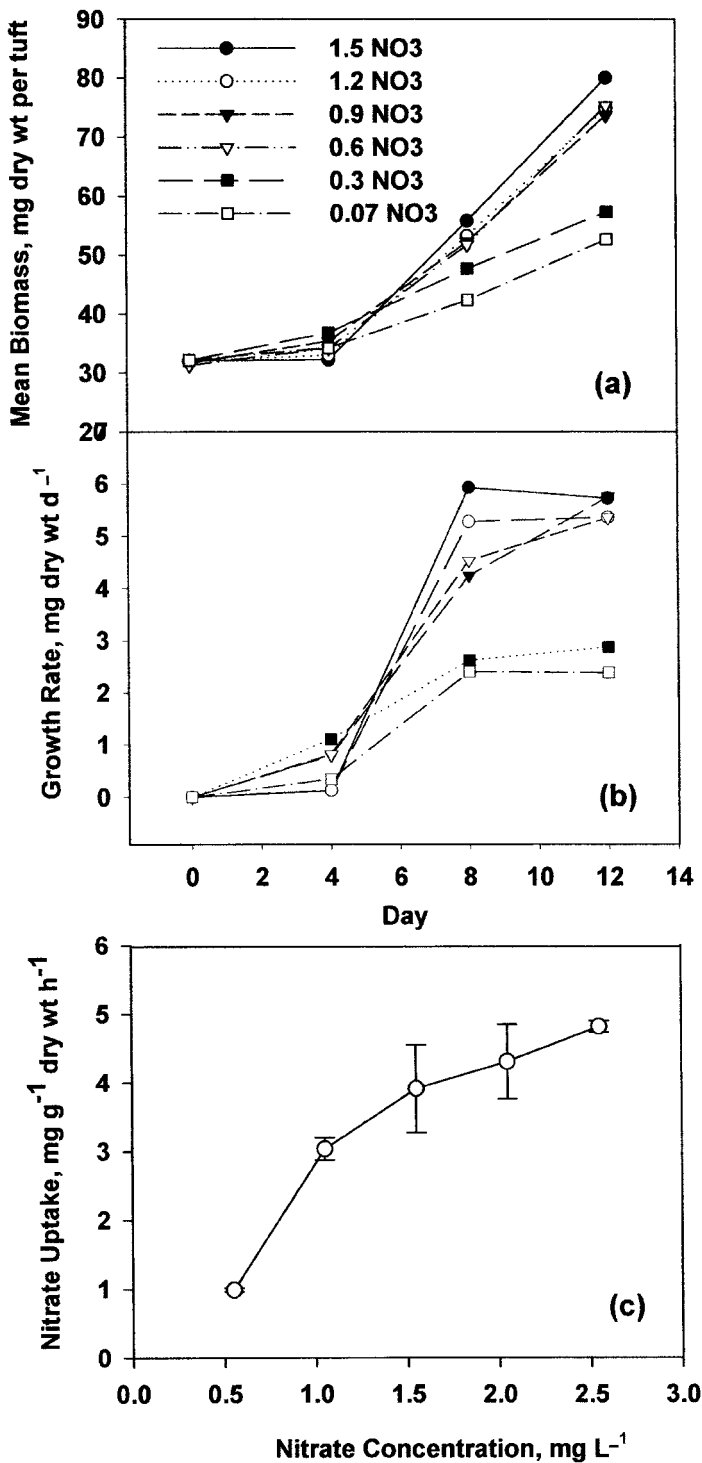 Mean Biomass, mg dry wt per tuft
90
80
70
60
50
40
30
20
1.5 NO3
1.2 NO3
0.9 NO3
0.6 NO3
0.3 NO3
0.07 NO3
(a)
Growth Rate, mg dry wt d –1
7
6
5
4
3
2
1
0
(b)
0 2 4 6 8 10 12 14
Day
Nitrate Uptake, mg g-1 dry wt h-1
6
5
4
3
2
1
0
(c)
0.0 0.5 1.0 1.5 2.0 2.5 3.0
Nitrate Concentration, mg L–1